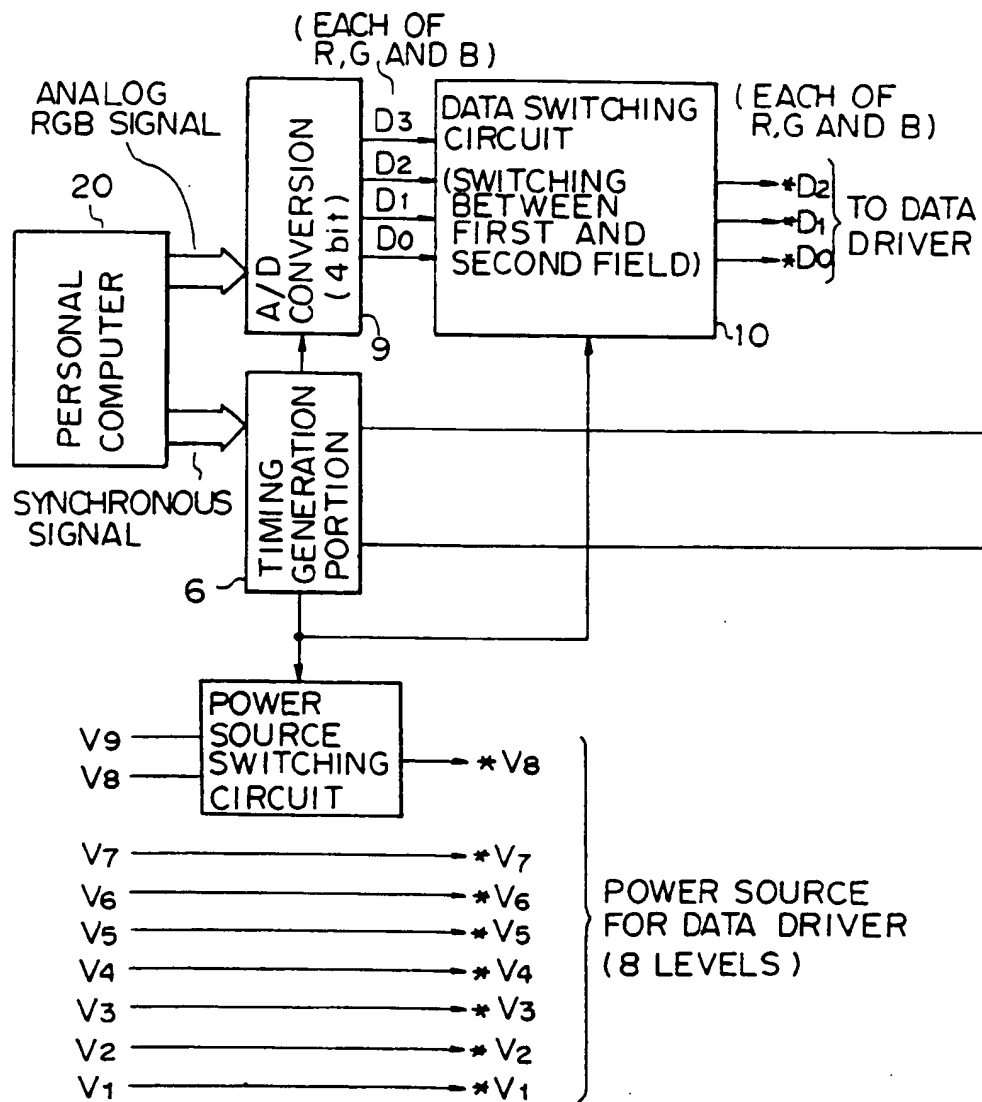 (EACH OF
R,G AND B)
ANALOG
RGB SIGNAL
20
PERSONAL
COMPUTER
SYNCHRONOUS
SIGNAL
A/D
CONVERSION
(4 bit)
9
D3
D2
D1
D0
DATA SWITCHING
CIRCUIT
(SWITCHING
BETWEEN
FIRST AND
SECOND FIELD)
10
(EACH OF
R,G AND B)
*D2
*D1
*D0
TO DATA
DRIVER
TIMING
GENERATION
PORTION
6
POWER
SOURCE
SWITCHING
CIRCUIT
V9
V8
*V8
V7 *V7
V6 *V6
V5 *V5
V4 *V4
V3 *V3
V2 *V2
V1 *V1
POWER SOURCE
FOR DATA DRIVER
(8 LEVELS)